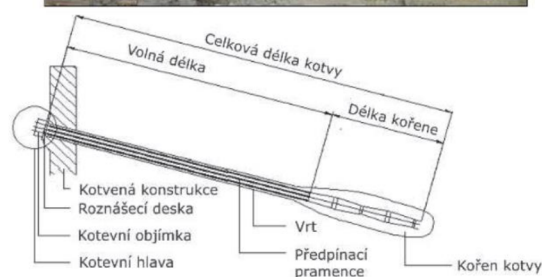 Celková délka kotvy
Volná délka
Délka kořene
Kotvená konstrukce
Roznášecí deska
Kotevní objímka
Kotevní hlava
Vrt
Předpínací
pramence
Kořen kotvy